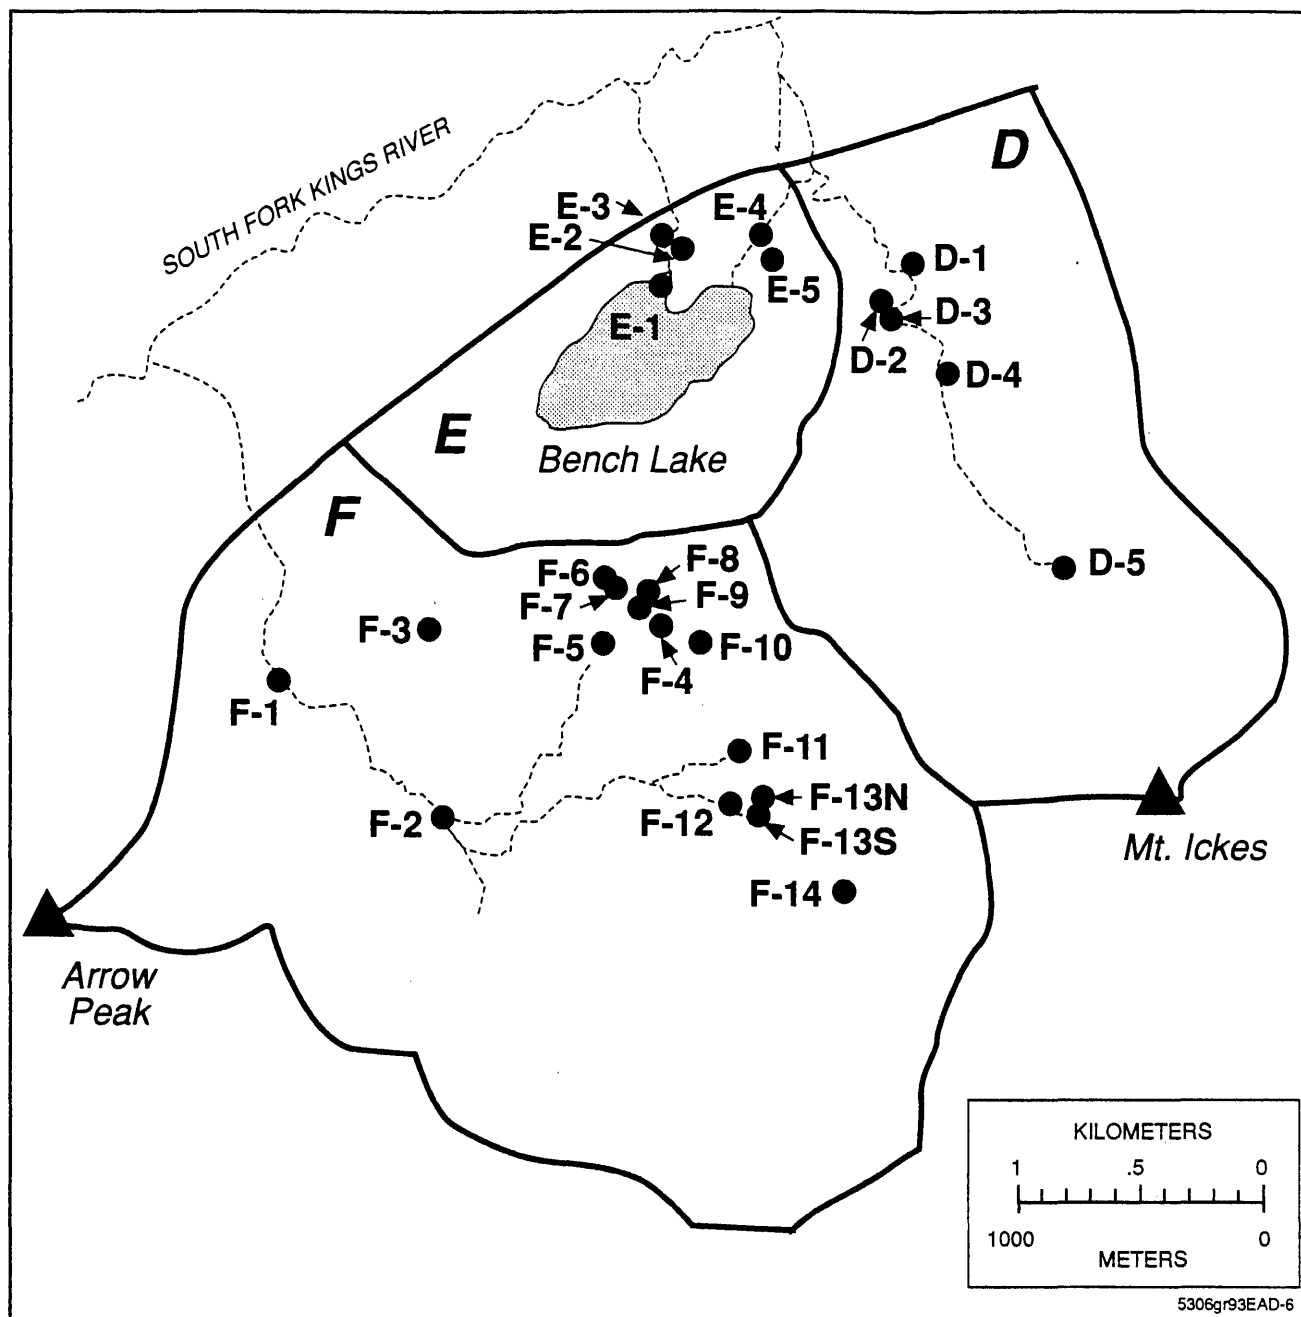 D
SOUTH FORK KINGS RIVER
E-3
E-4
E-2
D-1
E-5
E-1
D-3
D-2
D-4
E
Bench Lake
F
F-8
D-5
F-6
F-9
F-7
F-3
F-5
F-10
F-4
F-1
F-11
F-13N
F-12
F-2
F-13S
Mt. Ickes
F-14
Arrow
Peak
KILOMETERS
1 .5 0
1000 0
METERS
5306gr93EAD-6